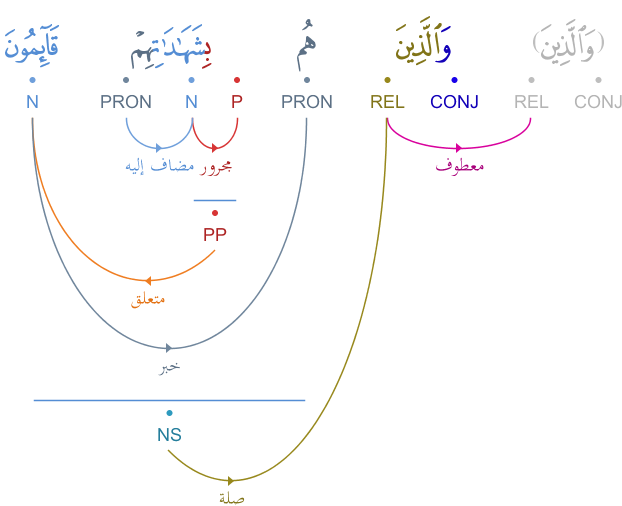 (وَٱلَّذِينَ) وَٱلَّذِينَ هُم بِشَهَـٰدَٰتِهِمْ قَآئِمُونَ
N PRON N P PRON REL CONJ REL CONJ
مضاف إليه مجرور معطوف
PP
متعلق
خبر
NS
صلة